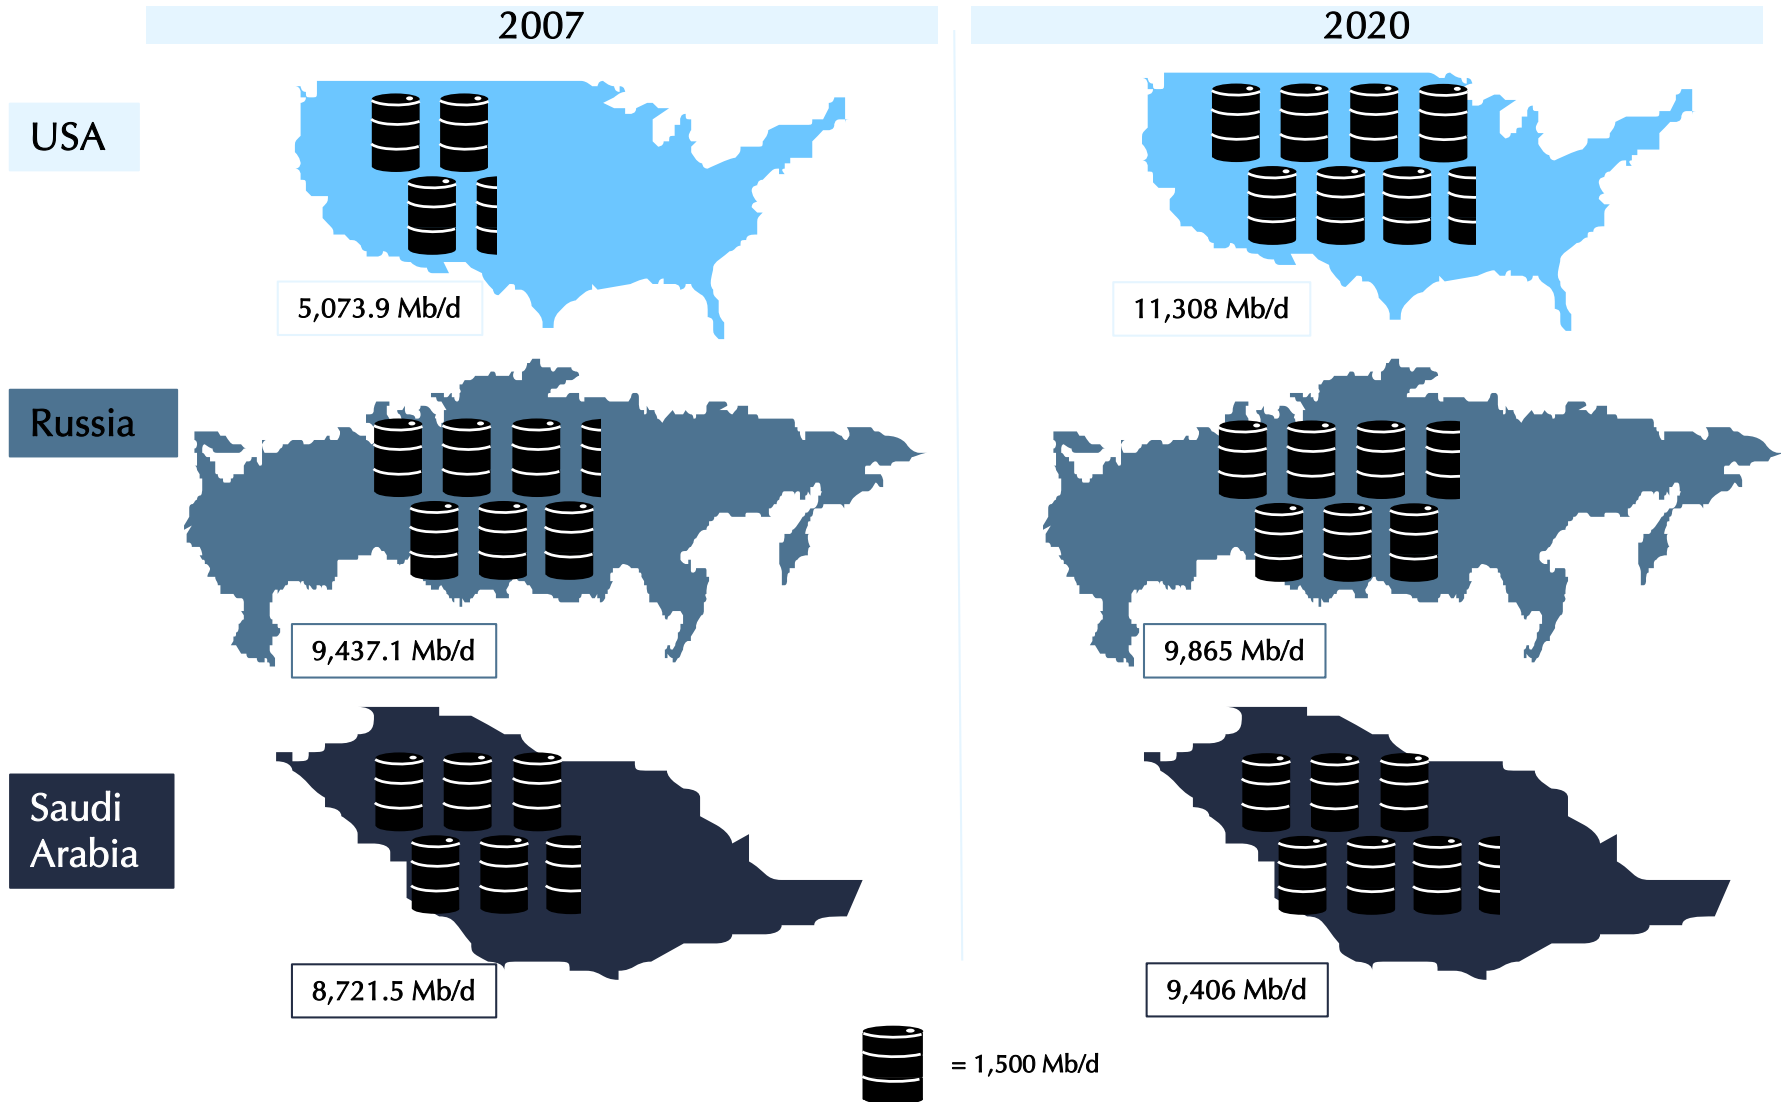 2007
2020
USA
5,073.9 Mb/d
11,308 Mb/d
Russia
9,437.1 Mb/d
9,865 Mb/d
Saudi
Arabia
8,721.5 Mb/d
9,406 Mb/d
= 1,500 Mb/d